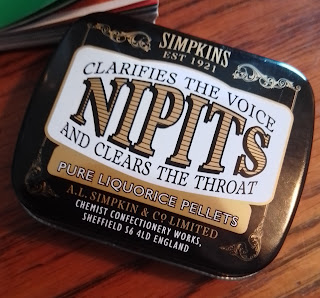 SIMPKINS
EST 1921
CLARIFIES THE VOICE
NIPITS
AND CLEARS THE THROAT
PURE LIQUORICE PELLETS
A.L. SIMPKIN & CO. LIMITED
CHEMIST CONFECTIONERY WORKS,
SHEFFIELD S6 4LD ENGLAND